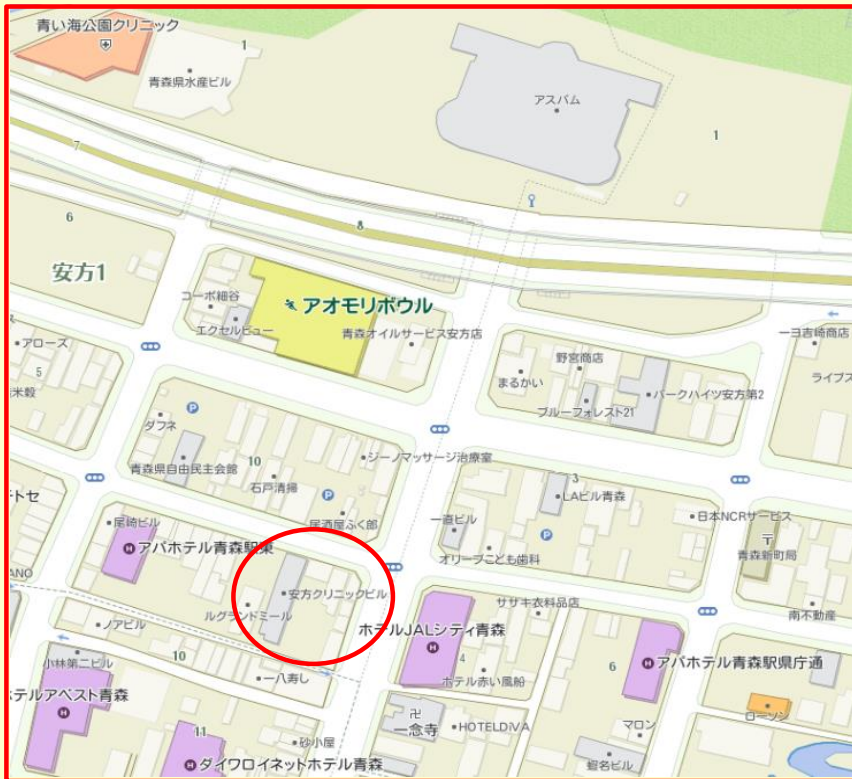 青い海公園クリニック
1
青森県水産ビル
アスパム
1
7
8
6
安方1
コーポ細谷
アオモリボウル
エクセルビュー
青森オイルサービス安方店
一ヨ吉崎商店
アローズ
5
米穀
野宮商店
まるかい
パークハイツ安方第2
ライブス
ブルーフォレスト21
P
ダフネ
青森県自由民主会館
10
ジーノマッサージ治療室
石戸清掃
P
3
LAビル青森
トセ
尾崎ビル
居酒屋ふく郎
一直ビル
P
日本NCRサービス
アパホテル青森駅東
オリーブこども歯科
〒
青森新町局
ANO
安方クリニックビル
ルグランドミール
ササキ衣料品店
南不動産
ノアビル
ホテルJALシティ青森
H
小林第二ビル
10
4
6
アパホテル青森駅県庁通
一八寿し
ホテル赤い風船
テルアベスト青森
H
卍
一念寺
HOTELDiVA
マロン
ローソン
11
砂小屋
蝦名ビル
ダイワロイネットホテル青森